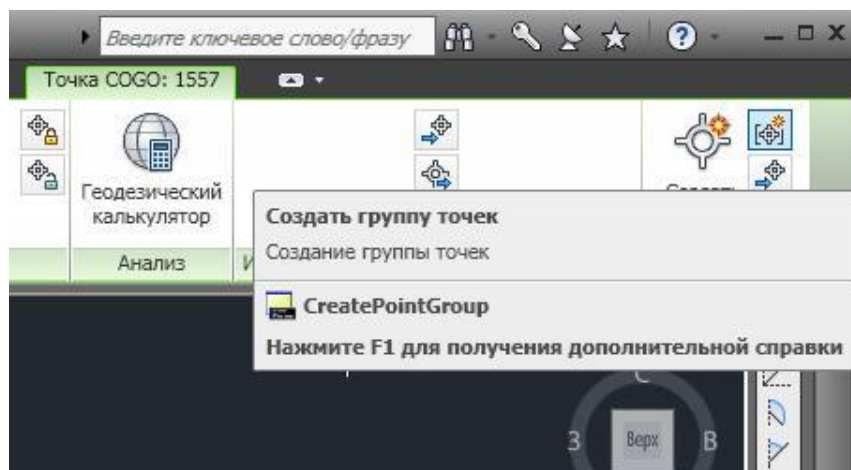 Введите ключевое слово/фразу
Точка COGO: 1557
Геодезический
калькулятор
Анализ
Создать группу точек
Создание группы точек
CreatePointGroup
Нажмите F1 для получения дополнительной справки
С
З Верх В